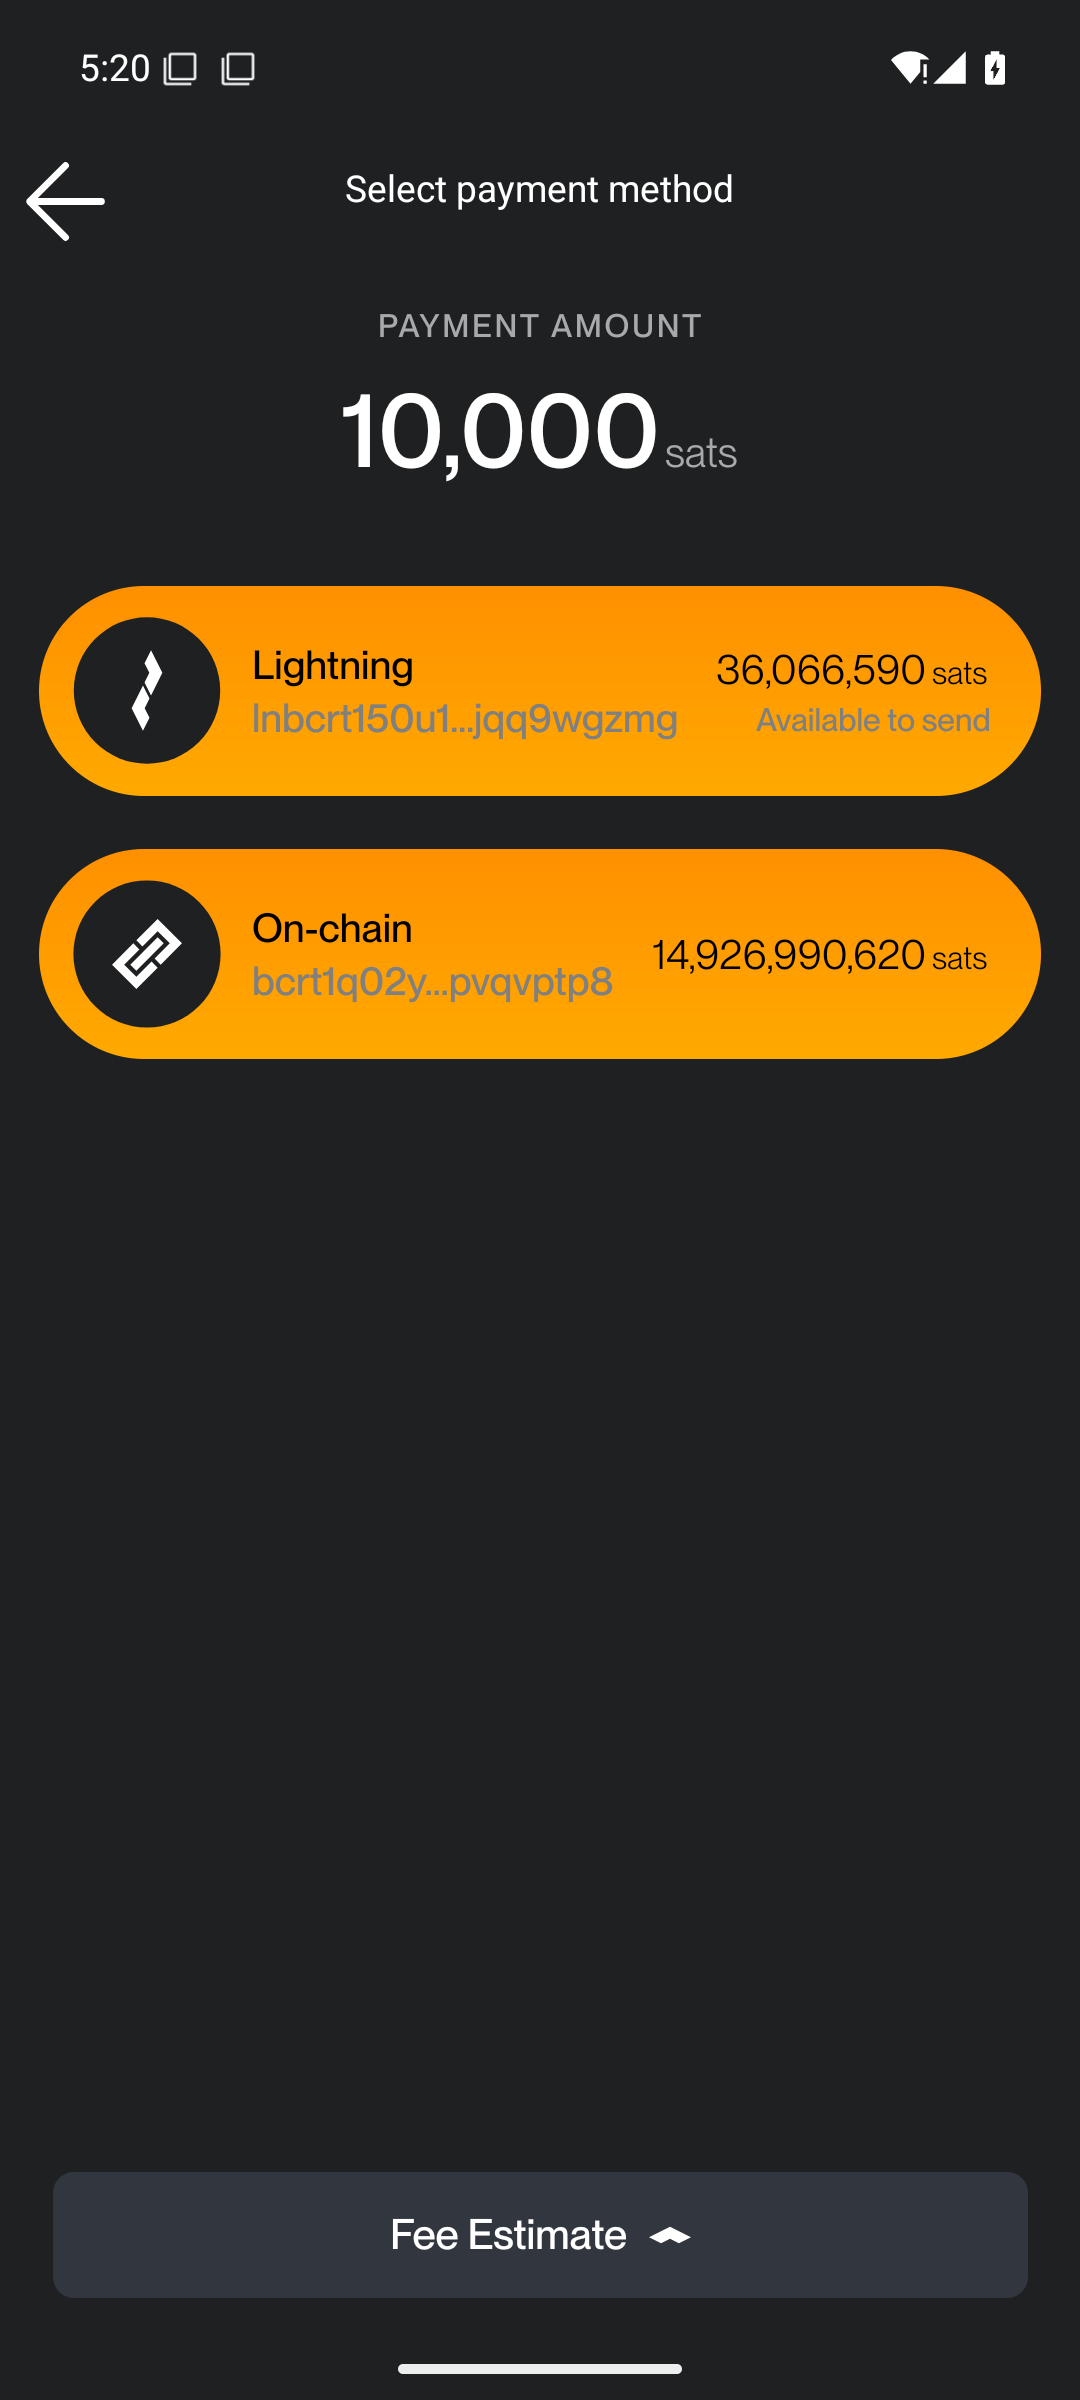 5:20
Select payment method
PAYMENT AMOUNT
10,000 sats
Lightning
lnbcrt150u1...jqq9wgzmg
36,066,590 sats
Available to send
On-chain
bcrt1q02y...pvqvptp8
14,926,990,620 sats
Fee Estimate